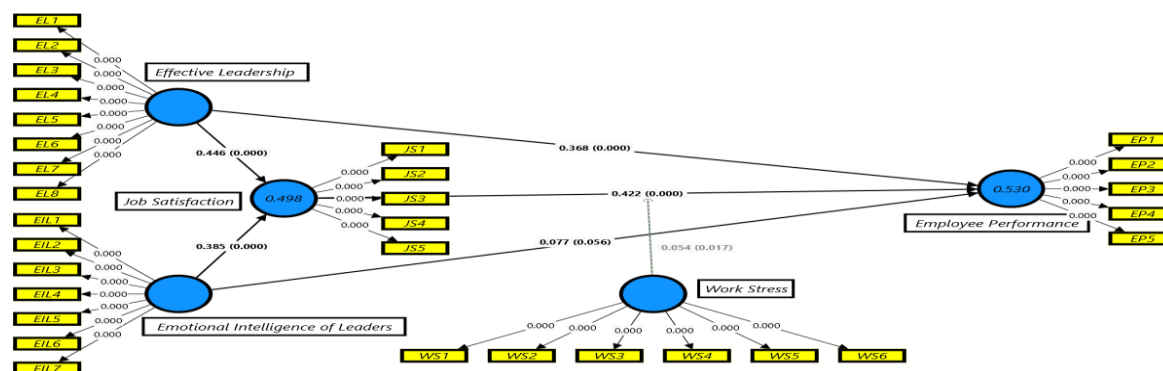 EL1
EL2
EL3
EL4
EL5
EL6
EL7
EL8
0.000
0.000
0.000
0.000
0.000
0.000
0.000
0.000
Effective Leadership
0.446 (0.000)
0.368 (0.000)
Job Satisfaction
0.498
0.000
0.000
0.000
0.000
0.000
JS1
JS2
JS3
JS4
JS5
0.422 (0.000)
0.385 (0.000)
0.077 (0.056)
0.054 (0.017)
EIL1
EIL2
EIL3
EIL4
EIL5
EIL6
EIL7
0.000
0.000
0.000
0.000
0.000
0.000
0.000
Emotional Intelligence of Leaders
Work Stress
0.000
0.000
0.000
0.000
0.000
0.000
WS1
WS2
WS3
WS4
WS5
WS6
0.530
Employee Performance
0.000
0.000
0.000
0.000
0.000
EP1
EP2
EP3
EP4
EP5